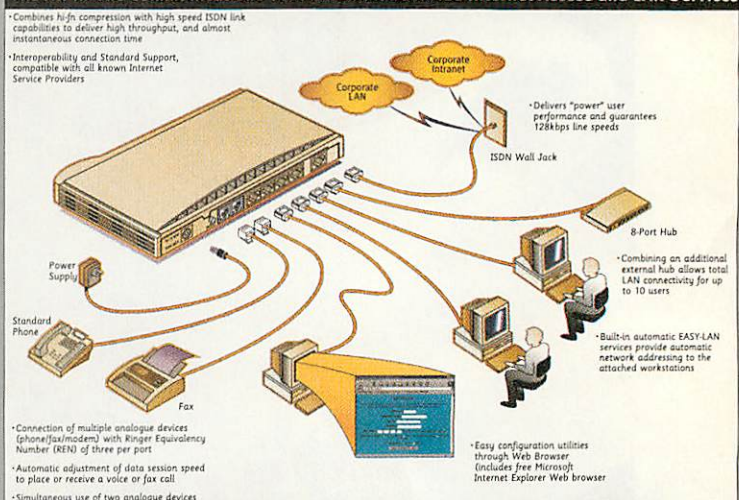 ·Combines hi-fn compression with high speed ISDN link
capabilities to deliver high throughput, and almost
instantaneous connection time
·Interoperability and Standard Support,
compatible with all known Internet
Service Providers
Corporate
LAN
Corporate
Intranet
·Delivers "power" user
performance and guarantees
128kbps line speeds
ISDN Wall Jack
8-Port Hub
·Combining an additional
external hub allows total
LAN connectivity for up
to 10 users
Power
Supply
Standard
Phone
Fax
·Built-in automatic EASY-LAN
services provide automatic
network addressing to the
attached workstations
·Connection of multiple analogue devices
(phone/fax/modem) with Ringer Equivalency
Number (REN) of three per port
·Automatic adjustment of data session speed
to place or receive a voice or fax call
·Simultaneous use of two analogue devices
·Easy configuration utilities
through Web Browser
(includes free Microsoft
Internet Explorer Web browser